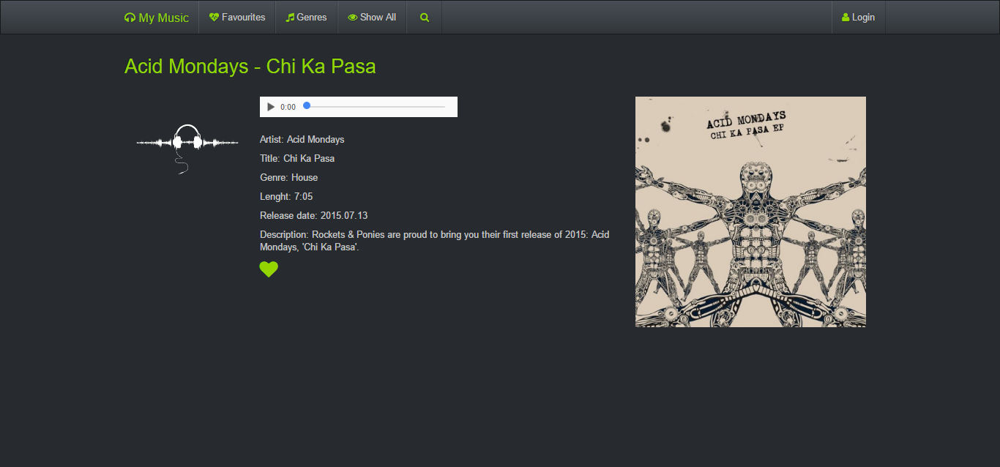 My Music Favourites Genres Show All Login
Acid Mondays - Chi Ka Pasa
0:00
Artist: Acid Mondays
Title: Chi Ka Pasa
Genre: House
Lenght: 7:05
Release date: 2015.07.13
Description: Rockets & Ponies are proud to bring you their first release of 2015: Acid
Mondays, 'Chi Ka Pasa'.
ACID MONDAYS
CHI KA PASA EP